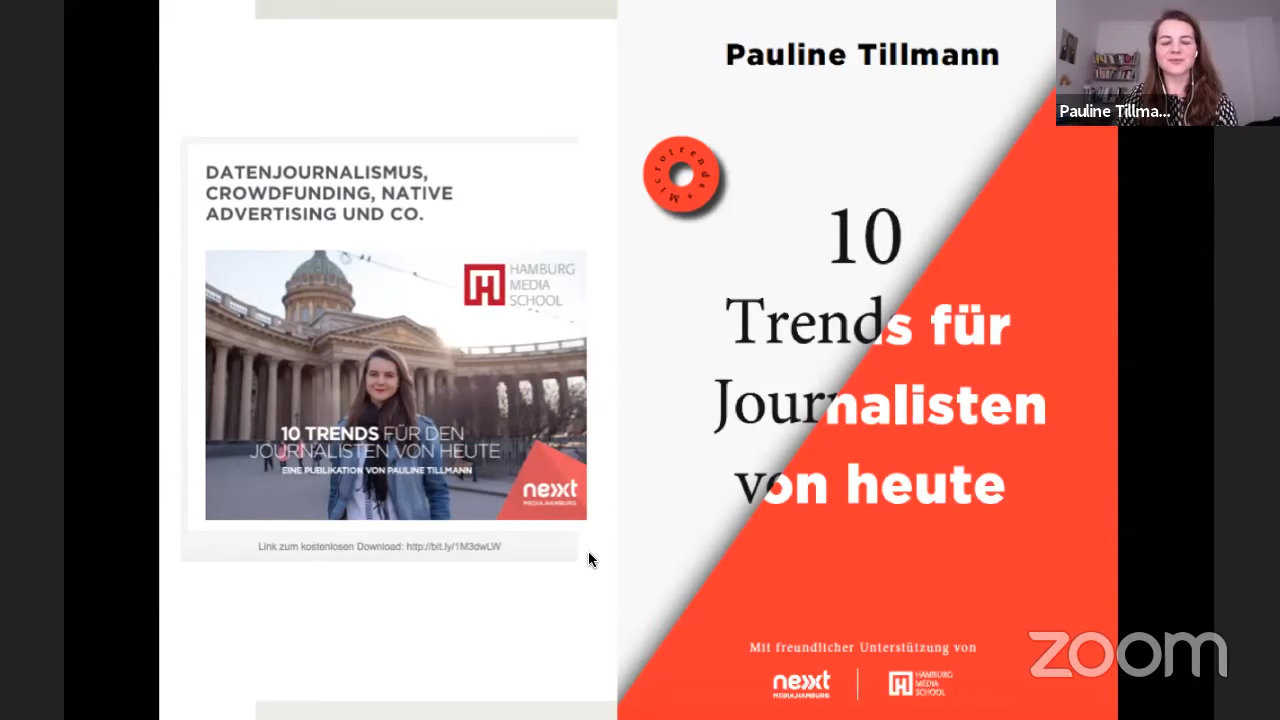 DATENJOURNALISMUS,
CROWDFUNDING, NATIVE
ADVERTISING UND CO.
HAMBURG
MEDIA
SCHOOL
10 TRENDS FÜR DEN
JOURNALISTEN VON HEUTE
EINE PUBLIKATION VON PAULINE TILLMANN
nexxt
MEDIA.HAMBURG
Link zum kostenlosen Download: http://bit.ly/1M3dwLW
Pauline Tillmann
Microtrends •
10
Trends für
Journalisten
von heute
Mit freundlicher Unterstützung von
nexxt
MEDIA.HAMBURG
HAMBURG
MEDIA
SCHOOL
Pauline Tillma...
zoom